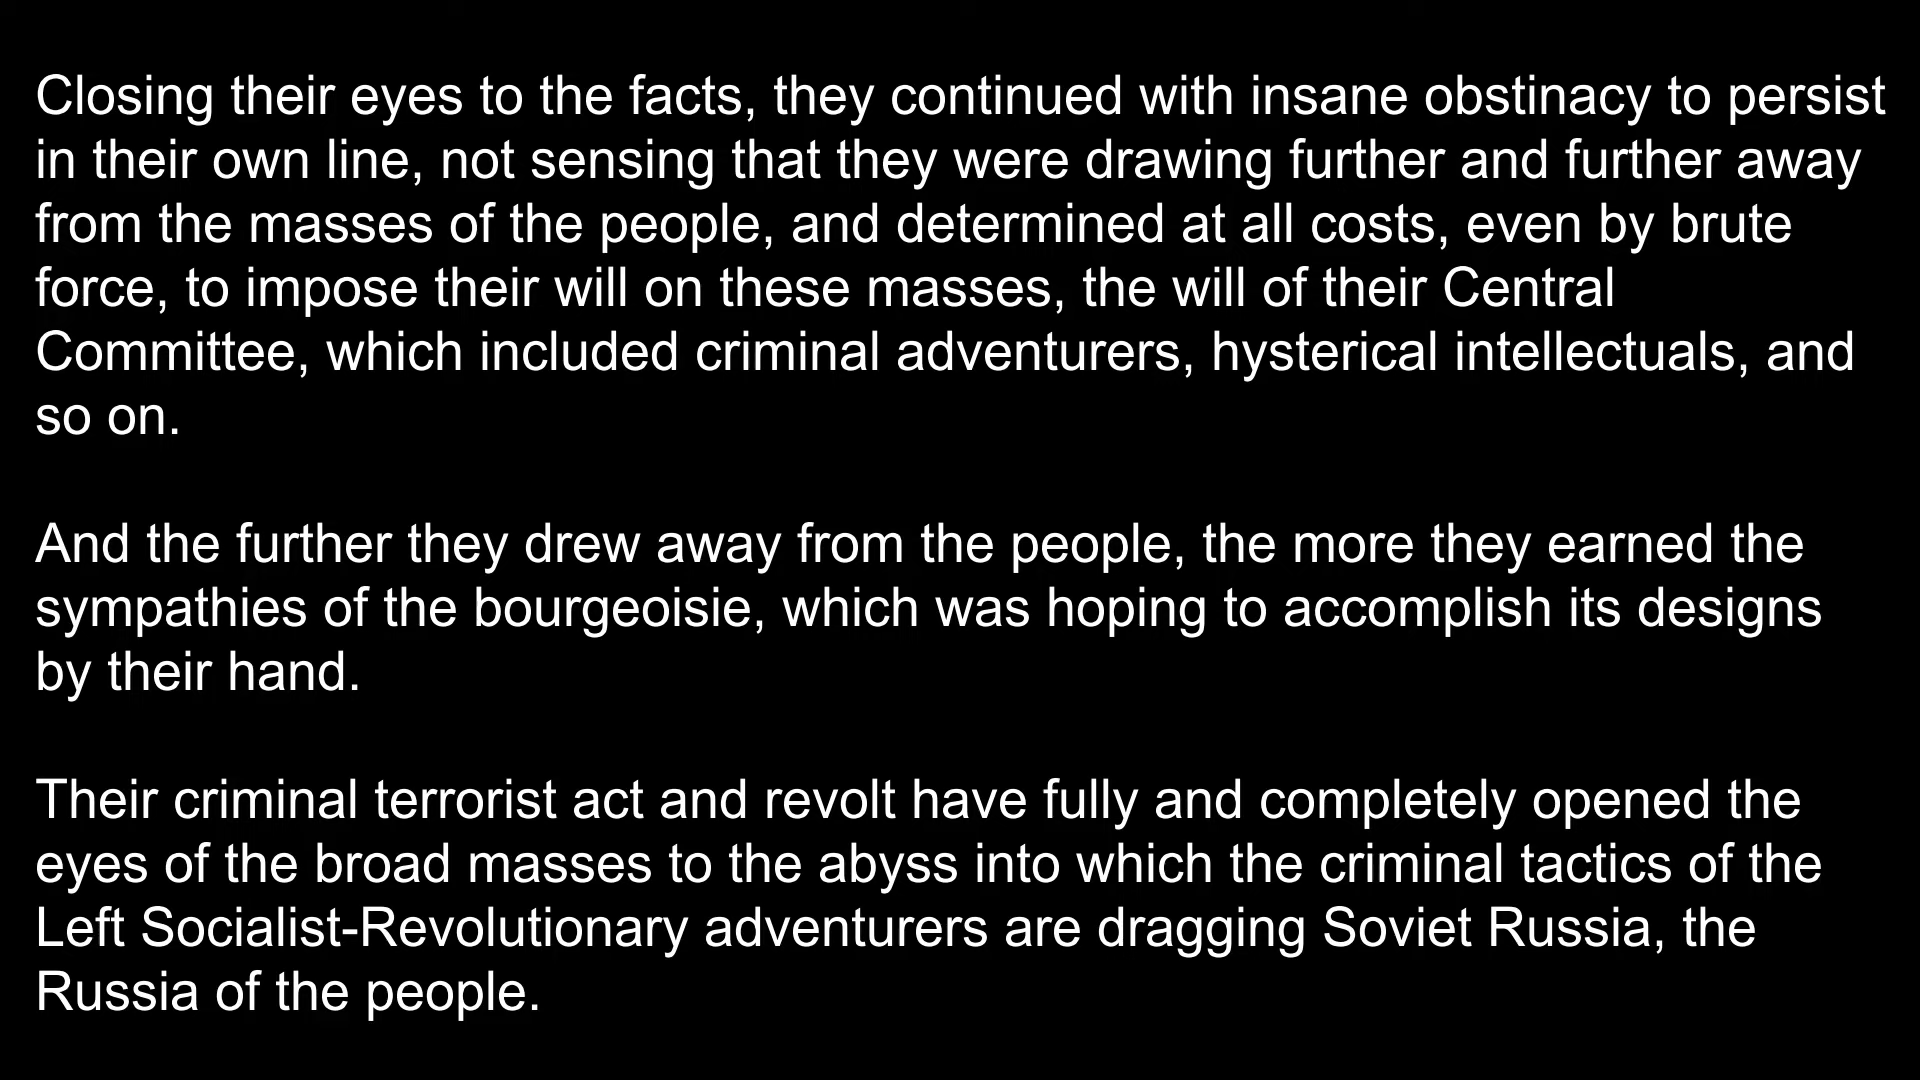 Closing their eyes to the facts, they continued with insane obstinacy to persist
in their own line, not sensing that they were drawing further and further away
from the masses of the people, and determined at all costs, even by brute
force, to impose their will on these masses, the will of their Central
Committee, which included criminal adventurers, hysterical intellectuals, and
so on.
And the further they drew away from the people, the more they earned the
sympathies of the bourgeoisie, which was hoping to accomplish its designs
by their hand.
Their criminal terrorist act and revolt have fully and completely opened the
eyes of the broad masses to the abyss into which the criminal tactics of the
Left Socialist-Revolutionary adventurers are dragging Soviet Russia, the
Russia of the people.